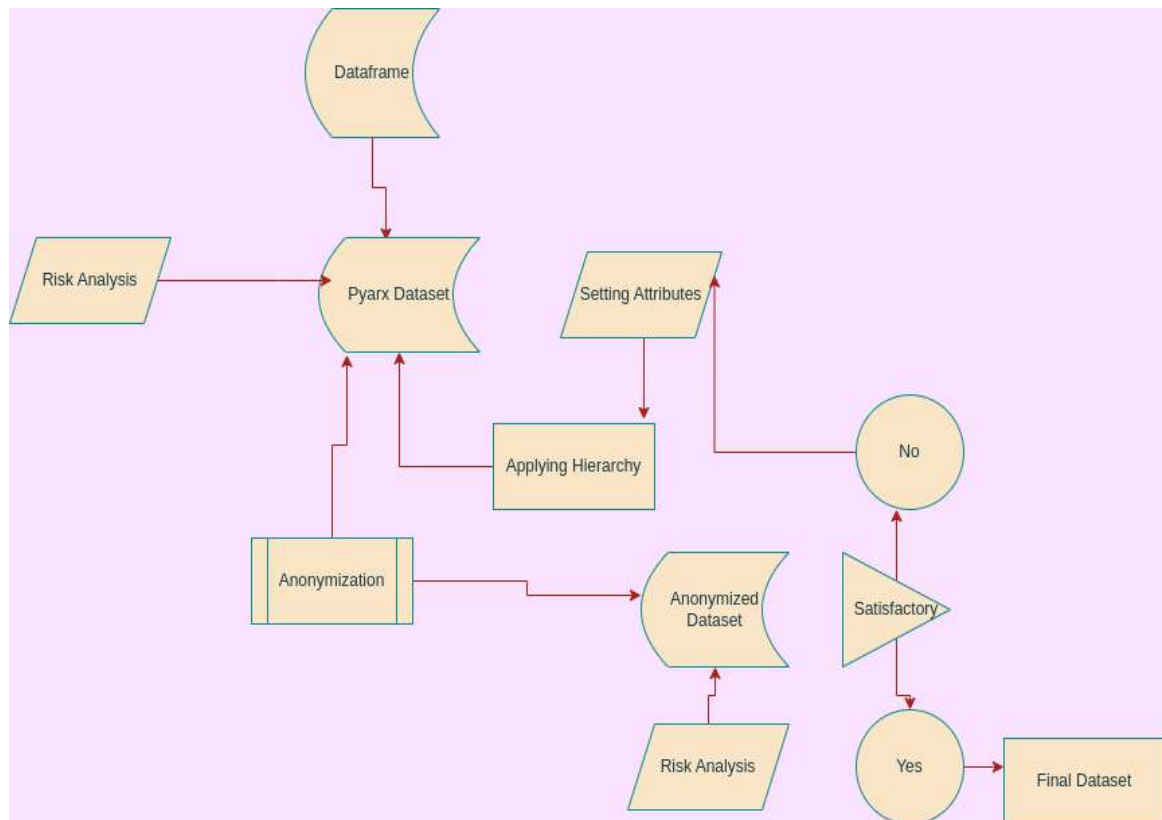 Dataframe
Risk Analysis
Pyarx Dataset
Setting Attributes
Applying Hierarchy
No
Anonymization
Anonymized
Dataset
Satisfactory
Risk Analysis
Yes
Final Dataset